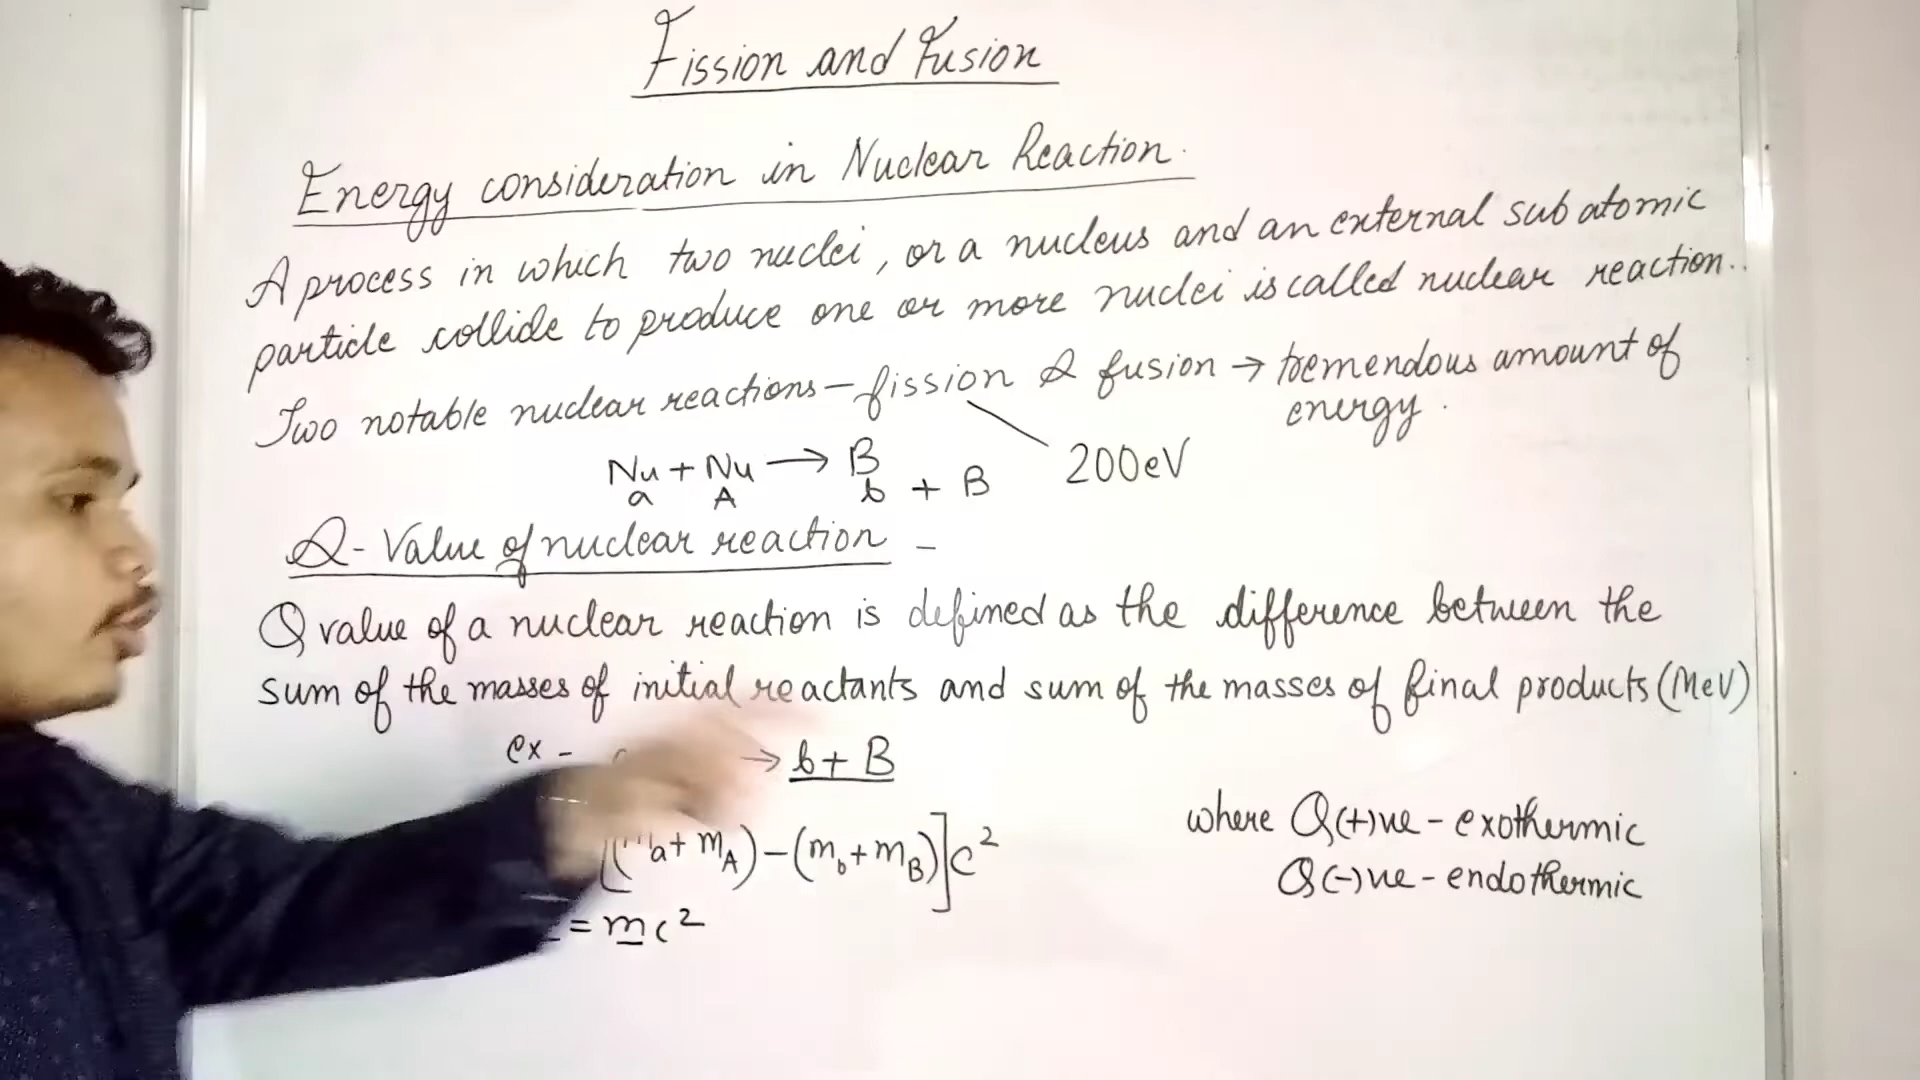 Fission and Fusion
Energy consideration in Nuclear Reaction.
A process in which two nuclei, or a nucleus and an external sub atomic
particle collide to produce one or more nuclei is called nuclear reaction..
Two notable nuclear reactions – fission & fusion → tremendous amount of
energy.
Nu + Nu → B
a A b + B
200eV
Q - Value of nuclear reaction –
Q value of a nuclear reaction is defined as the difference between the
sum of the masses of initial reactants and sum of the masses of final products (MeV)
ex – → b + B
[(ma + mA) – (mb + mB)]c²
= mc²
where Q(+)ve – exothermic
Q(-)ve – endothermic